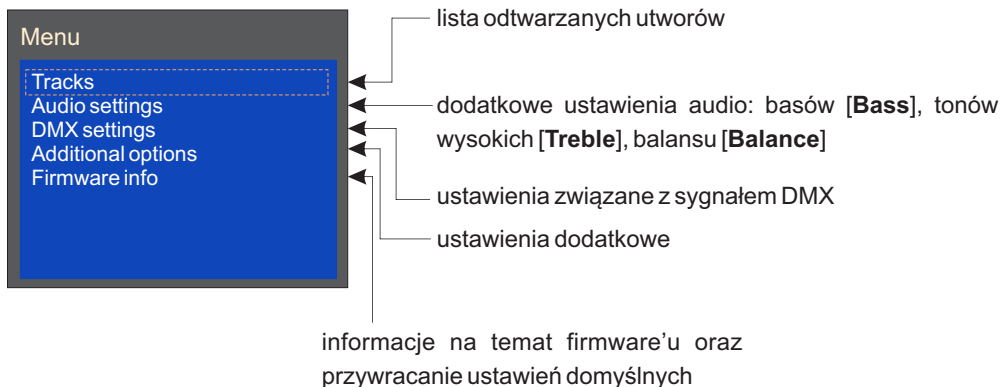 Menu
Tracks
Audio settings
DMX settings
Additional options
Firmware info
lista odtwarzanych utworów
dodatkowe ustawienia audio: basów [Bass], tonów
wysokich [Treble], balansu [Balance]
ustawienia związane z sygnałem DMX
ustawienia dodatkowe
informacje na temat firmware’u oraz
przywracanie ustawień domyślnych